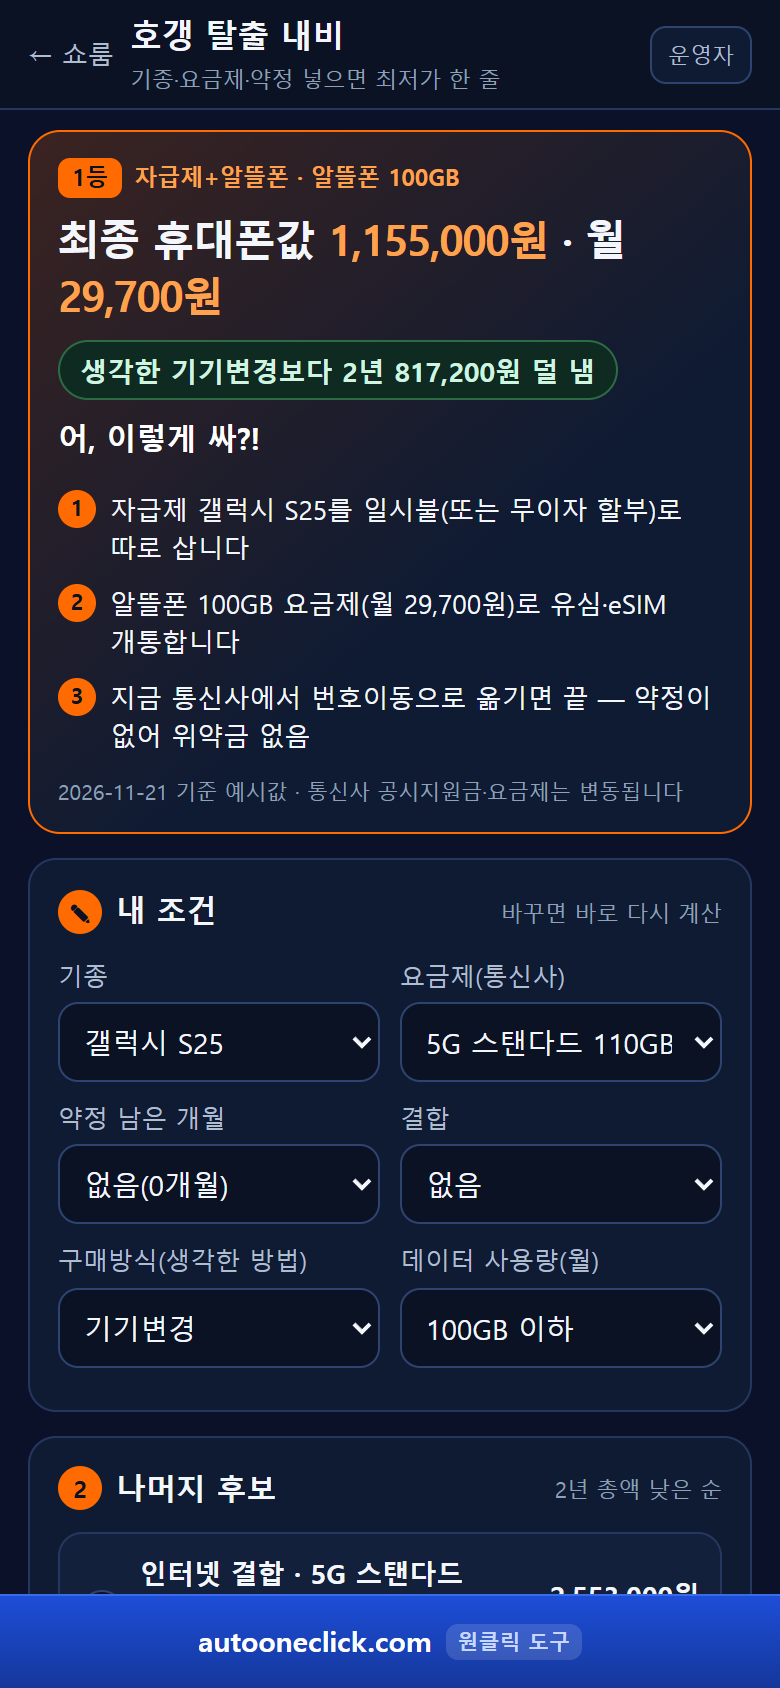 ← 쇼룸
호갱 탈출 내비
기종·요금제·약정 넣으면 최저가 한 줄
운영자
1등 자급제+알뜰폰 · 알뜰폰 100GB
최종 휴대폰값 1,155,000원 · 월
29,700원
생각한 기기변경보다 2년 817,200원 덜 냄
어, 이렇게 싸?!
1 자급제 갤럭시 S25를 일시불(또는 무이자 할부)로
따로 삽니다
2 알뜰폰 100GB 요금제(월 29,700원)로 유심·eSIM
개통합니다
3 지금 통신사에서 번호이동으로 옮기면 끝 — 약정이
없어 위약금 없음
2026-11-21 기준 예시값 · 통신사 공시지원금·요금제는 변동됩니다
내 조건
바꾸면 바로 다시 계산
기종
요금제(통신사)
갤럭시 S25
5G 스탠다드 110GB
약정 남은 개월
결합
없음(0개월)
없음
구매방식(생각한 방법)
데이터 사용량(월)
기기변경
100GB 이하
2 나머지 후보
2년 총액 낮은 순
인터넷 결합 · 5G 스탠다드
autooneclick.com 원클릭 도구